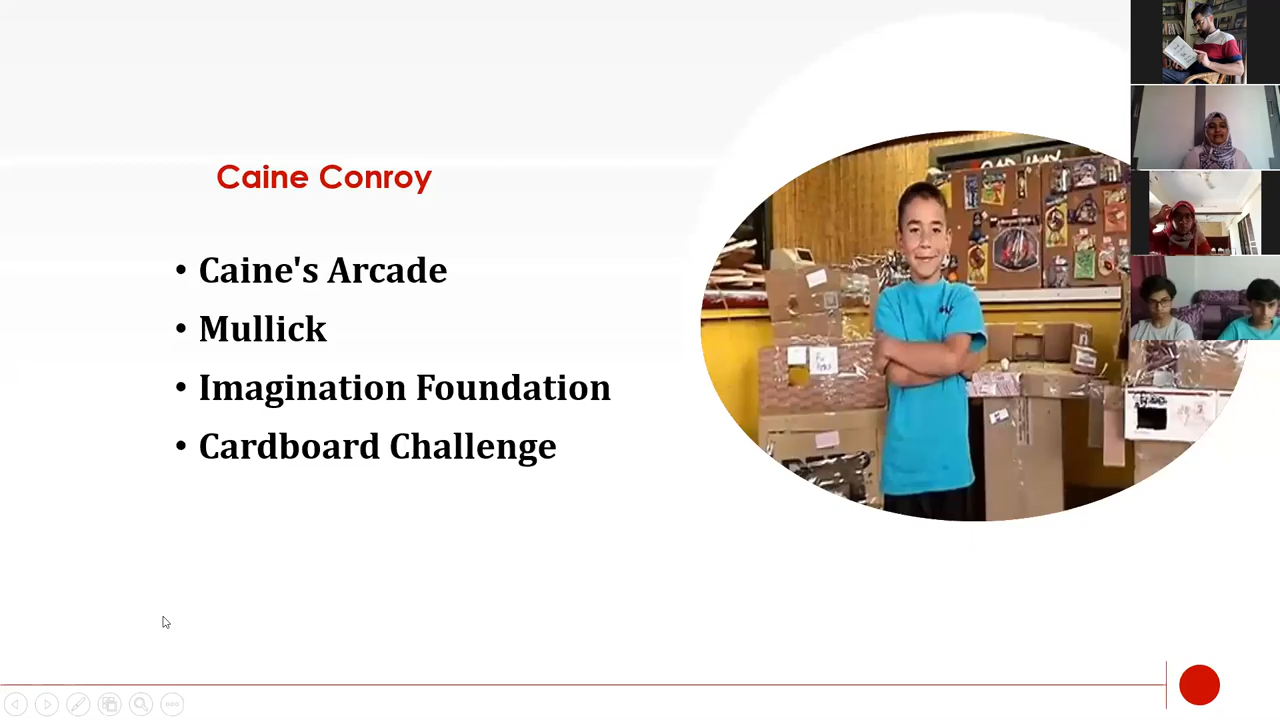 Caine Conroy
• Caine's Arcade
• Mullick
• Imagination Foundation
• Cardboard Challenge